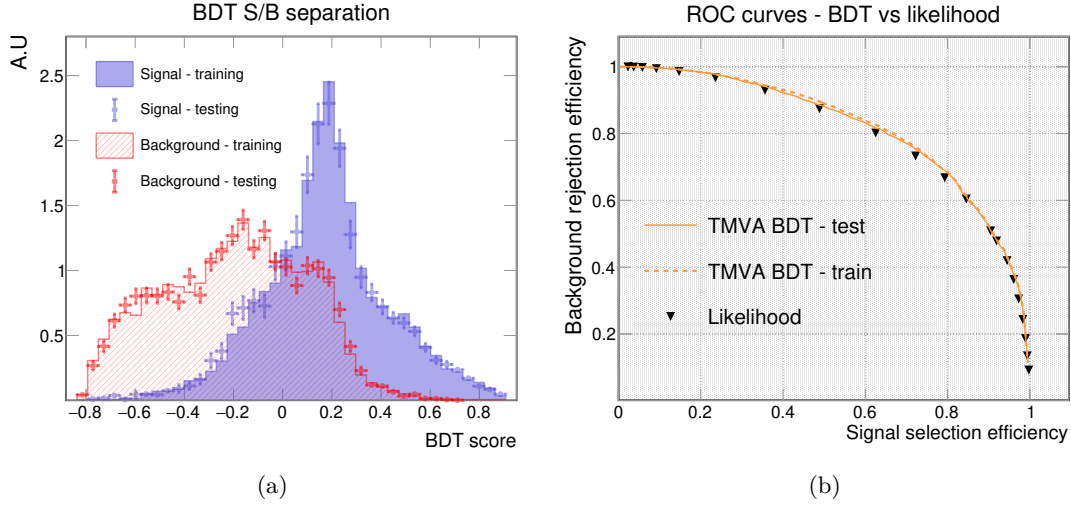 BDT S/B separation
A.U
2.5
2
1.5
1
0.5
Signal - training
Signal - testing
Background - training
Background - testing
−0.8 −0.6 −0.4 −0.2 0 0.2 0.4 0.6 0.8
BDT score
(a)
ROC curves - BDT vs likelihood
Background rejection efficiency
1
0.8
0.6
0.4
0.2
TMVA BDT - test
TMVA BDT - train
Likelihood
0 0.2 0.4 0.6 0.8 1
Signal selection efficiency
(b)